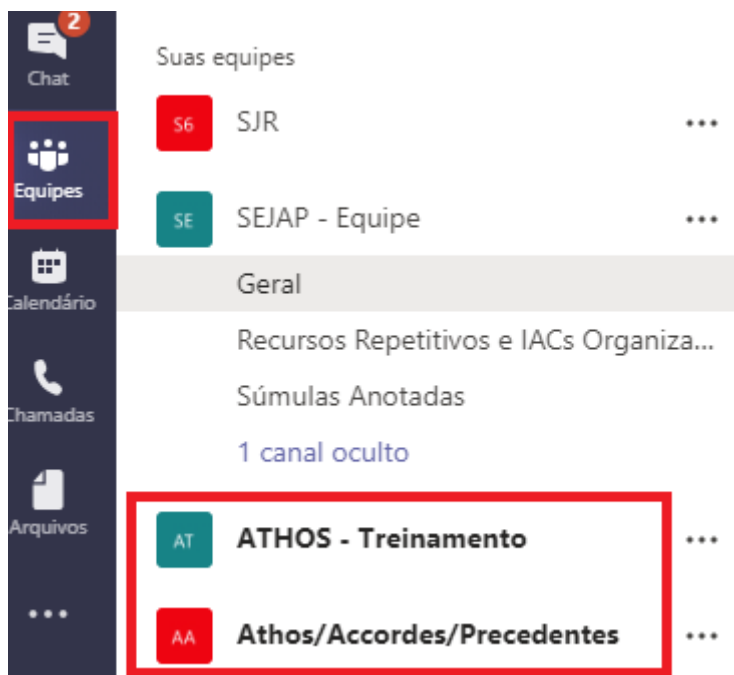 2
Chat
Equipes
Calendário
Chamadas
Arquivos
Suas equipes
S6 SJR
SE SEJAP - Equipe
Geral
Recursos Repetitivos e IACs Organiza...
Súmulas Anotadas
1 canal oculto
AT ATHOS - Treinamento
AA Athos/Accordes/Precedentes